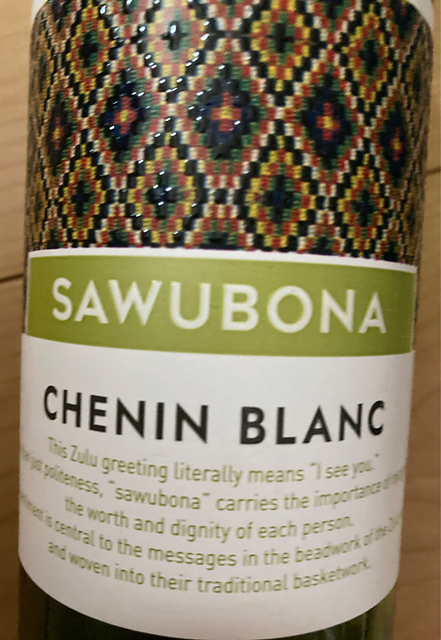 SAWUBONA
CHENIN BLANC
This Zulu greeting literally means "I see you."
just politeness, "sawubona" carries the importance of
the worth and dignity of each person.
is central to the messages in the beadwork of the
and woven into their traditional basketwork.